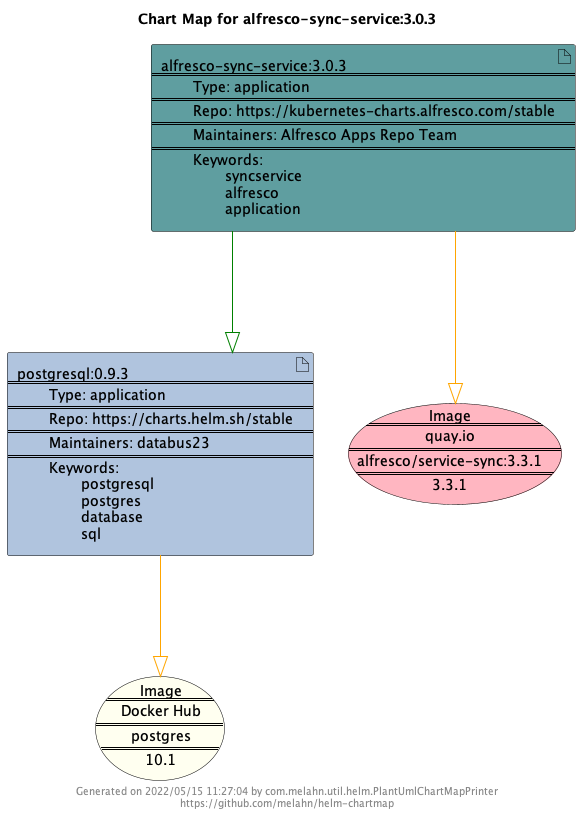 Chart Map for alfresco-sync-service:3.0.3
alfresco-sync-service:3.0.3
Type: application
Repo: https://kubernetes-charts.alfresco.com/stable
Maintainers: Alfresco Apps Repo Team
Keywords:
syncservice
alfresco
application
postgresql:0.9.3
Type: application
Repo: https://charts.helm.sh/stable
Maintainers: databus23
Keywords:
postgresql
postgres
database
sql
Image
quay.io
alfresco/service-sync:3.3.1
3.3.1
Image
Docker Hub
postgres
10.1
Generated on 2022/05/15 11:27:04 by com.melahn.util.helm.PlantUmlChartMapPrinter
https://github.com/melahn/helm-chartmap